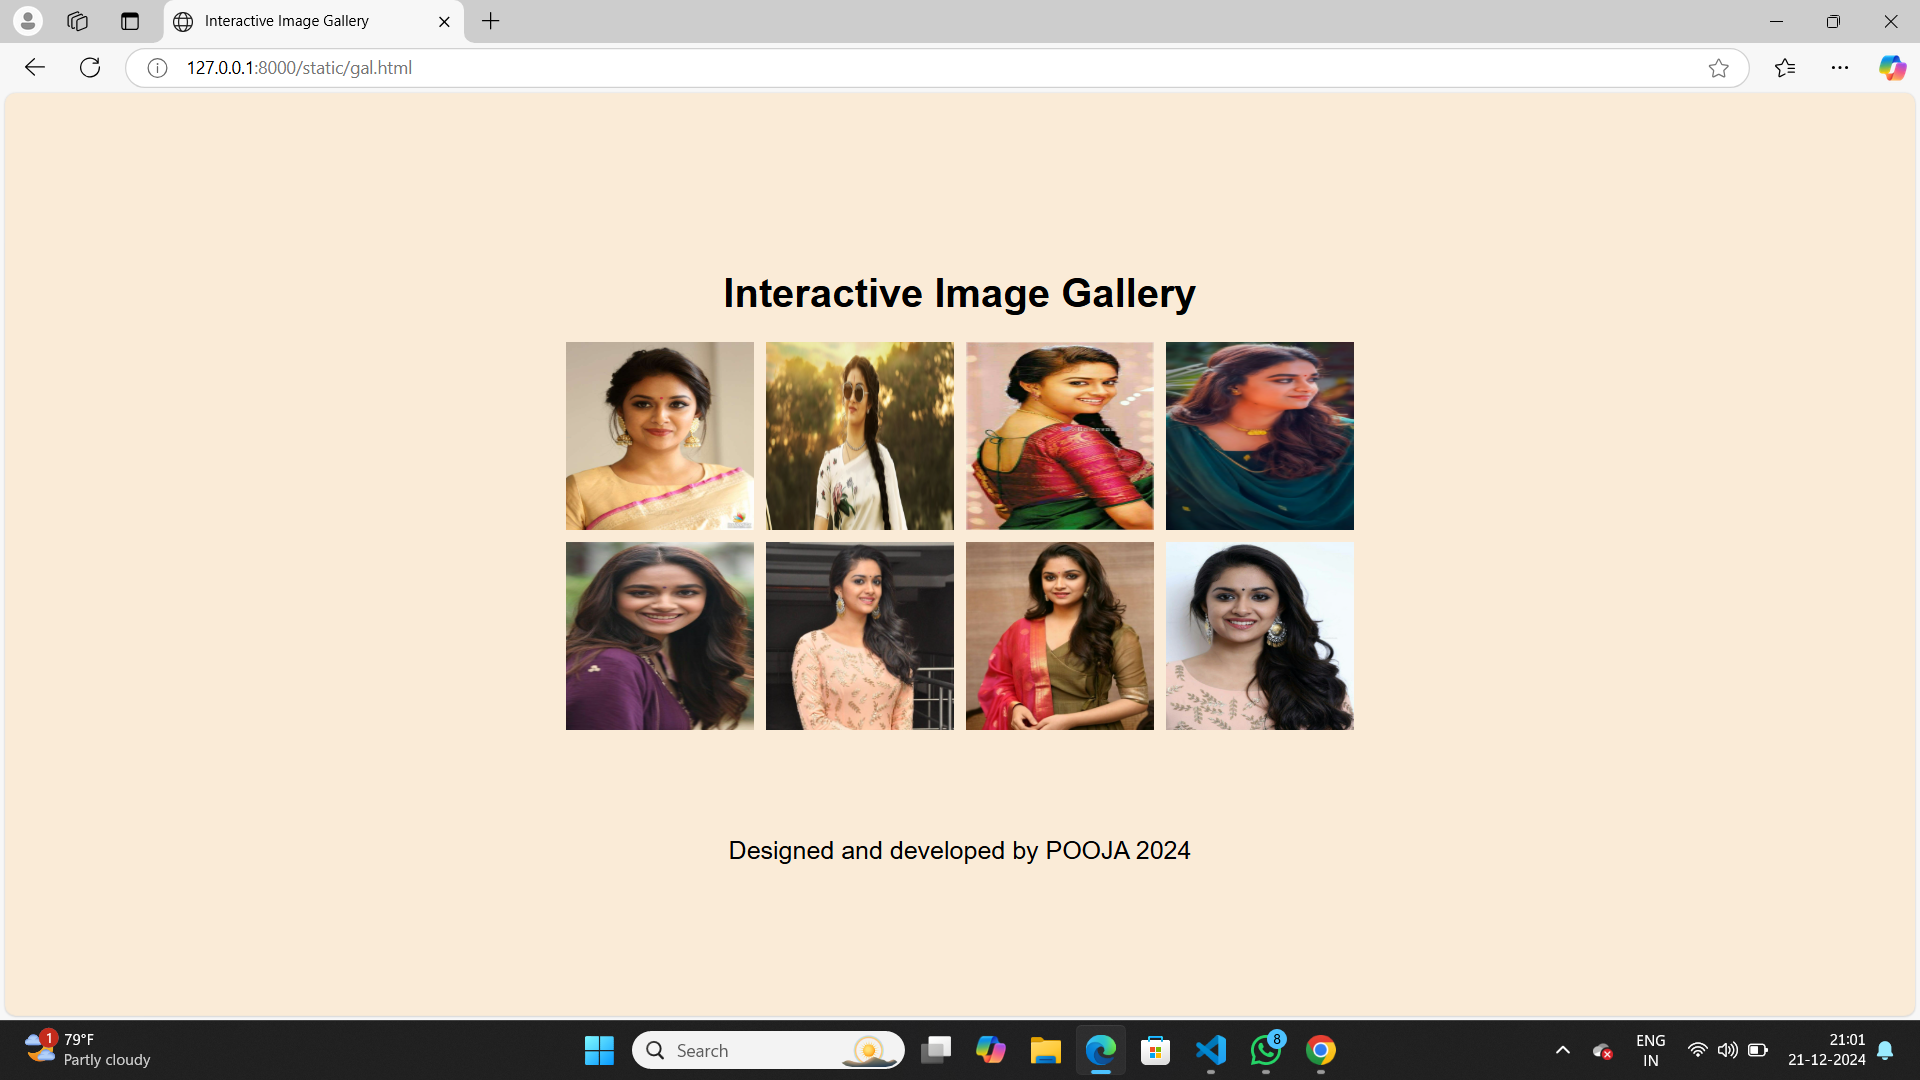 Interactive Image Gallery
127.0.0.1:8000/static/gal.html
Interactive Image Gallery
Designed and developed by POOJA 2024
1
79°F
Partly cloudy
Search
8
ENG
IN
21:01
21-12-2024